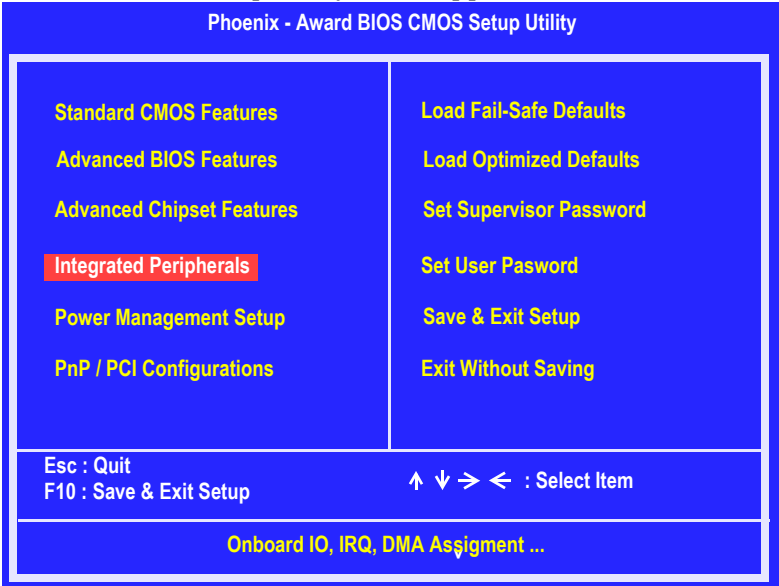 Phoenix - Award BIOS CMOS Setup Utility
Standard CMOS Features
Advanced BIOS Features
Advanced Chipset Features
Integrated Peripherals
Power Management Setup
PnP / PCI Configurations
Load Fail-Safe Defaults
Load Optimized Defaults
Set Supervisor Password
Set User Pasword
Save & Exit Setup
Exit Without Saving
Esc : Quit
F10 : Save & Exit Setup
↑ ↓ → ← : Select Item
Onboard IO, IRQ, DMA Assigment ...